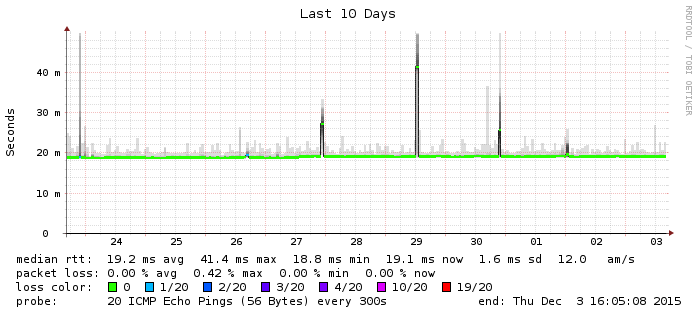 Last 10 Days
RRDTOOL / TOBI OETIKER
Seconds
40 m
30 m
20 m
10 m
0
24 25 26 27 28 29 30 01 02 03
median rtt: 19.2 ms avg 41.4 ms max 18.8 ms min 19.1 ms now 1.6 ms sd 12.0 am/s
packet loss: 0.00 % avg 0.42 % max 0.00 % min 0.00 % now
loss color: 0 1/20 2/20 3/20 4/20 10/20 19/20
probe: 20 ICMP Echo Pings (56 Bytes) every 300s end: Thu Dec 3 16:05:08 2015